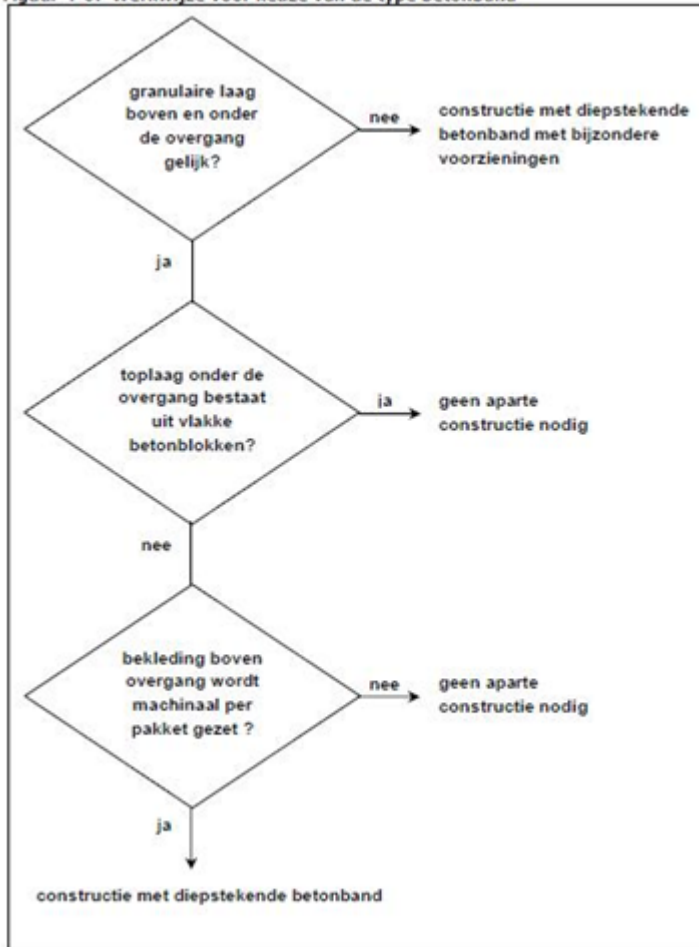 granulaire laag
boven en onder
de overgang
gelijk?
nee
constructie met diepstekende
betonband met bijzondere
voorzieningen
ja
toplaag onder de
overgang bestaat
uit vlakke
betonblokken?
ja
geen aparte
constructie nodig
nee
bekleding boven
overgang wordt
machinaal per
pakket gezet ?
nee
geen aparte
constructie nodig
ja
constructie met diepstekende betonband